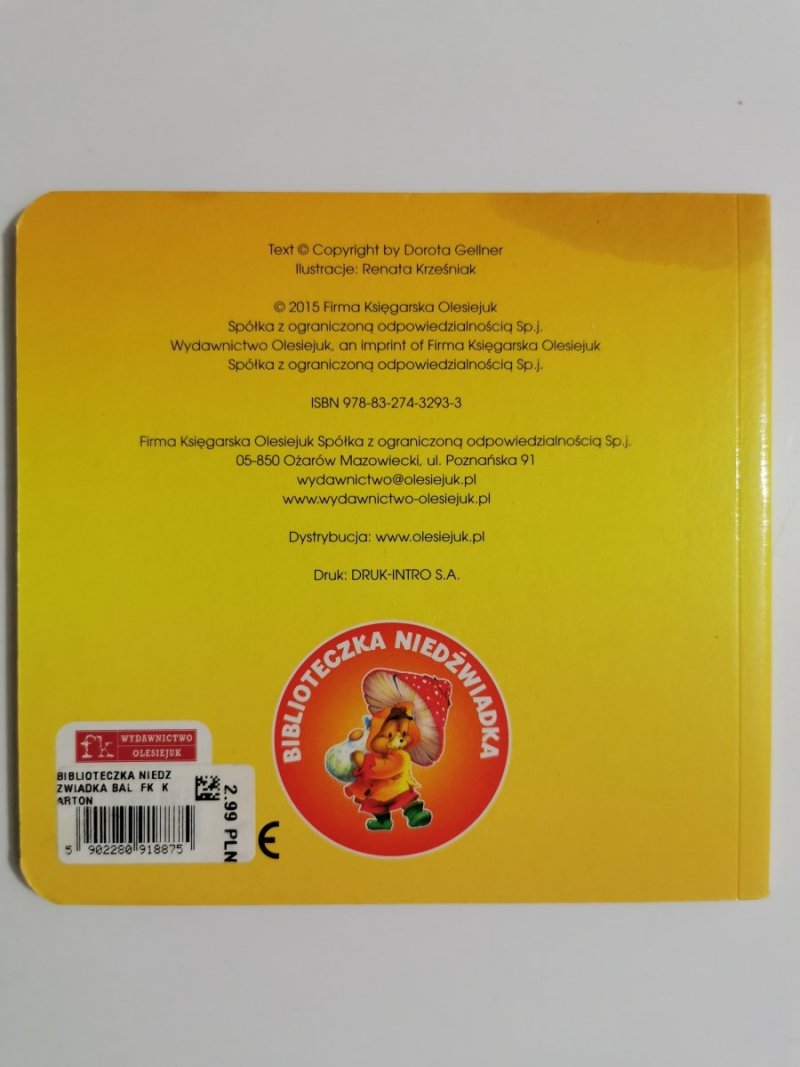 Text © Copyright by Dorota Gellner
Ilustracje: Renata Krześniak
© 2015 Firma Księgarska Olesiejuk
Spółka z ograniczoną odpowiedzialnością Sp.j.
Wydawnictwo Olesiejuk, an imprint of Firma Księgarska Olesiejuk
Spółka z ograniczoną odpowiedzialnością Sp.j.
ISBN 978-83-274-3293-3
Firma Księgarska Olesiejuk Spółka z ograniczoną odpowiedzialnością Sp.j.
05-850 Ożarów Mazowiecki, ul. Poznańska 91
wydawnictwo@olesiejuk.pl
www.wydawnictwo-olesiejuk.pl
Dystrybucja: www.olesiejuk.pl
Druk: DRUK-INTRO S.A.
BIBLIOTECZKA NIEDŹWIADKA
fk WYDAWNICTWO
OLESIEJUK
BIBLIOTECZKA NIEDZ
ZWIADKA BAL FK K
ARTON
2.99 PLN
5 902280 918875
CE